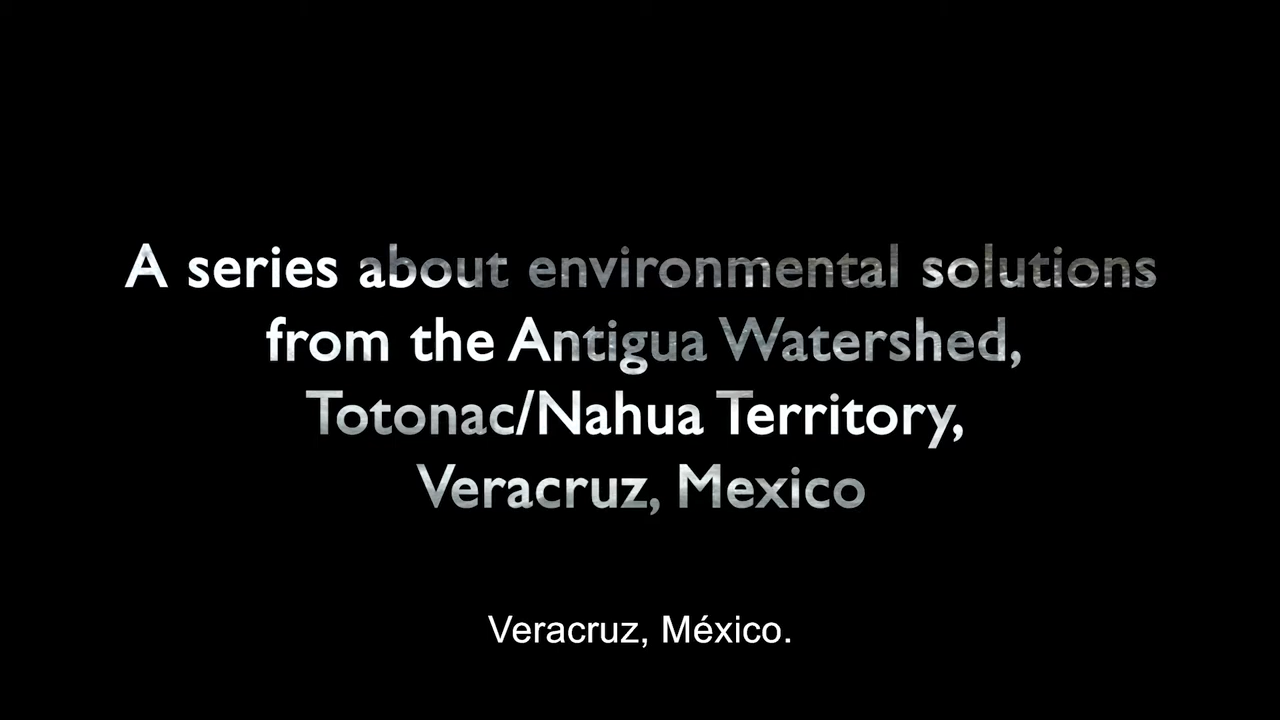 A series about environmental solutions
from the Antigua Watershed,
Totonac/Nahua Territory,
Veracruz, Mexico
Veracruz, México.